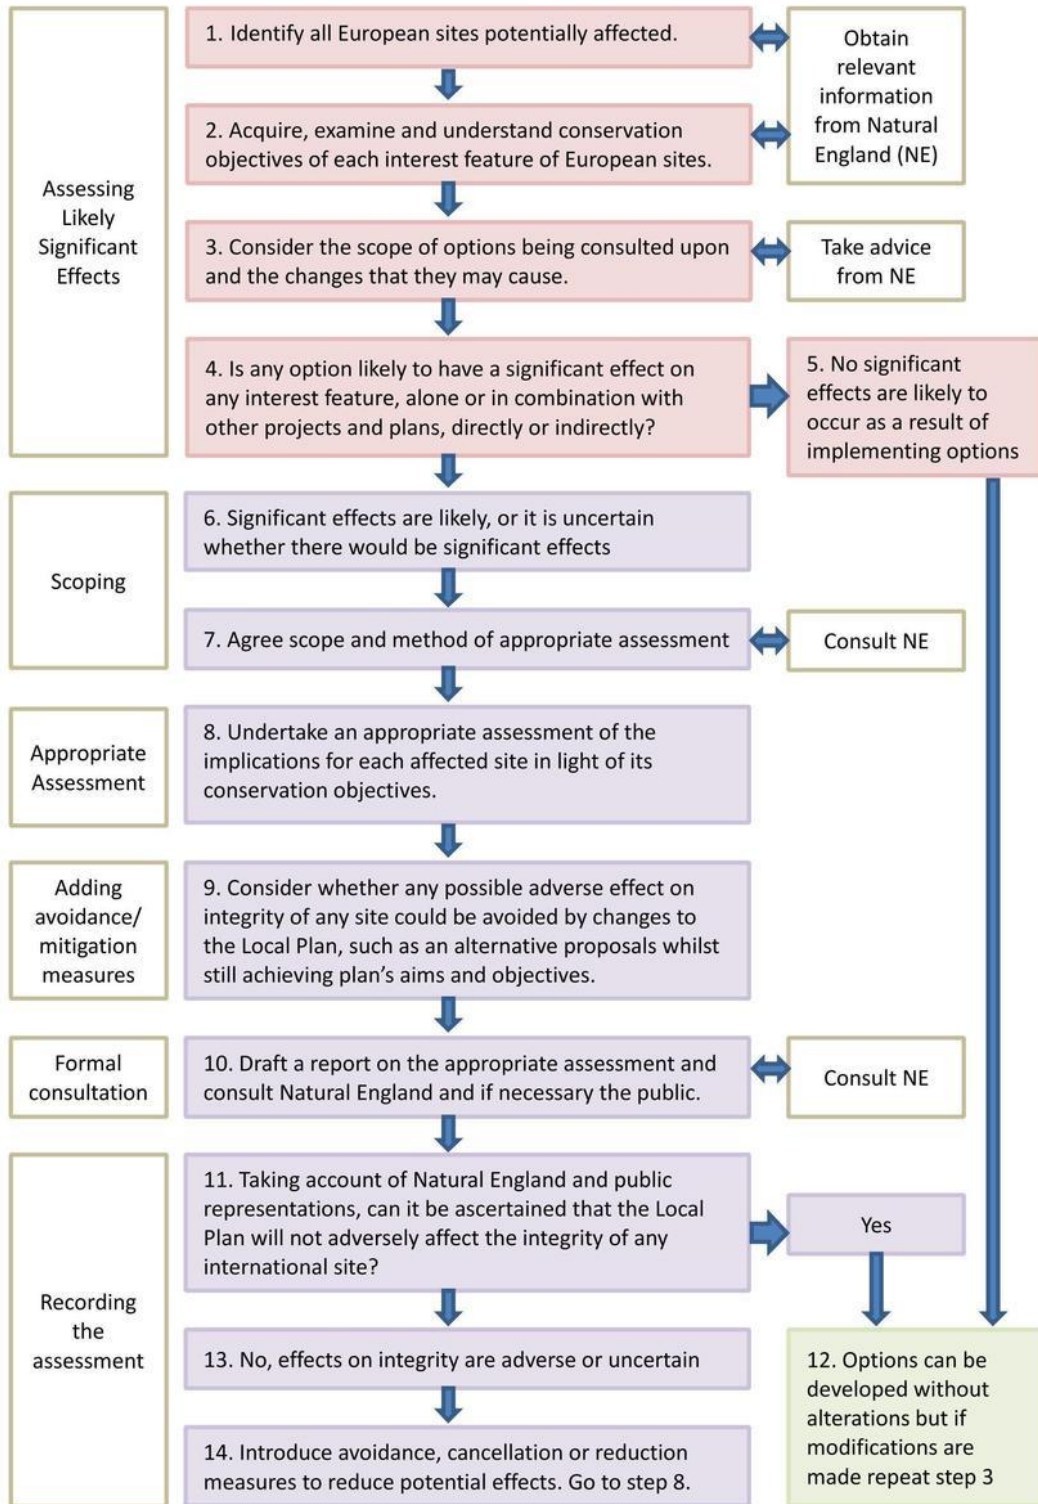 1. Identify all European sites potentially affected.
Obtain
relevant
information
from Natural
England (NE)
2. Acquire, examine and understand conservation
objectives of each interest feature of European sites.
Assessing
Likely
Significant
Effects
3. Consider the scope of options being consulted upon
and the changes that they may cause.
Take advice
from NE
4. Is any option likely to have a significant effect on
any interest feature, alone or in combination with
other projects and plans, directly or indirectly?
5. No significant
effects are likely to
occur as a result of
implementing options
Scoping
6. Significant effects are likely, or it is uncertain
whether there would be significant effects
7. Agree scope and method of appropriate assessment
Consult NE
Appropriate
Assessment
8. Undertake an appropriate assessment of the
implications for each affected site in light of its
conservation objectives.
Adding
avoidance/
mitigation
measures
9. Consider whether any possible adverse effect on
integrity of any site could be avoided by changes to
the Local Plan, such as an alternative proposals whilst
still achieving plan’s aims and objectives.
Formal
consultation
10. Draft a report on the appropriate assessment and
consult Natural England and if necessary the public.
Consult NE
Recording
the
assessment
11. Taking account of Natural England and public
representations, can it be ascertained that the Local
Plan will not adversely affect the integrity of any
international site?
Yes
13. No, effects on integrity are adverse or uncertain
12. Options can be
developed without
alterations but if
modifications are
made repeat step 3
14. Introduce avoidance, cancellation or reduction
measures to reduce potential effects. Go to step 8.